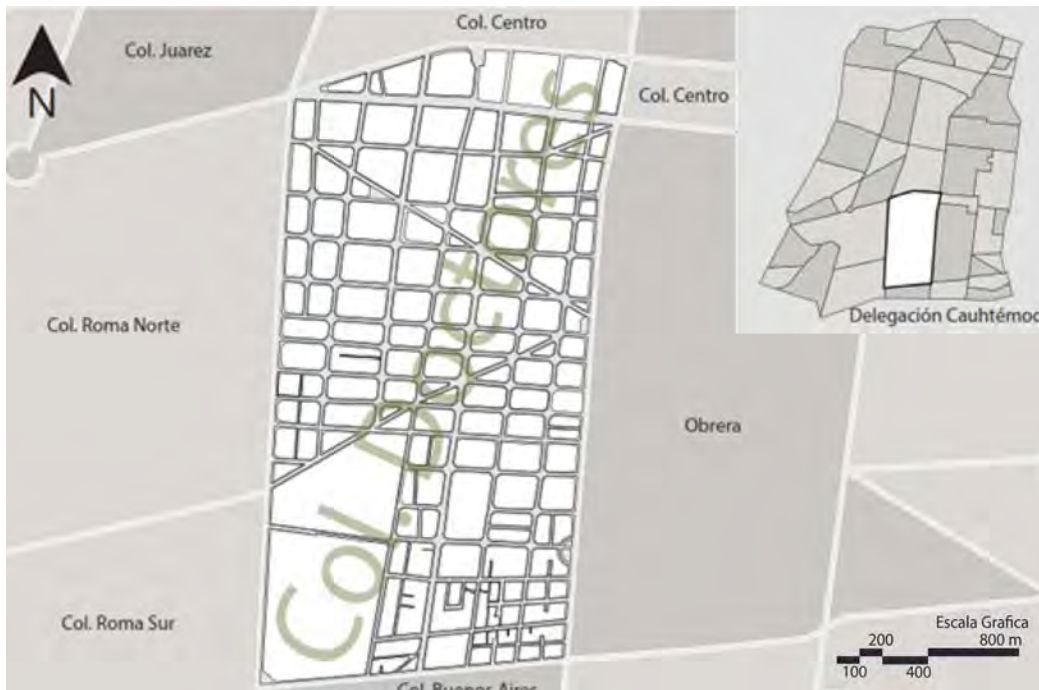 Col. Centro
Col. Juarez
N
Col. Centro
Col. Doctores
Delegación Cauhtémoc
Col. Roma Norte
Obrera
Col. Roma Sur
Escala Grafica
200
800 m
100
400
Col. Buenos Aires